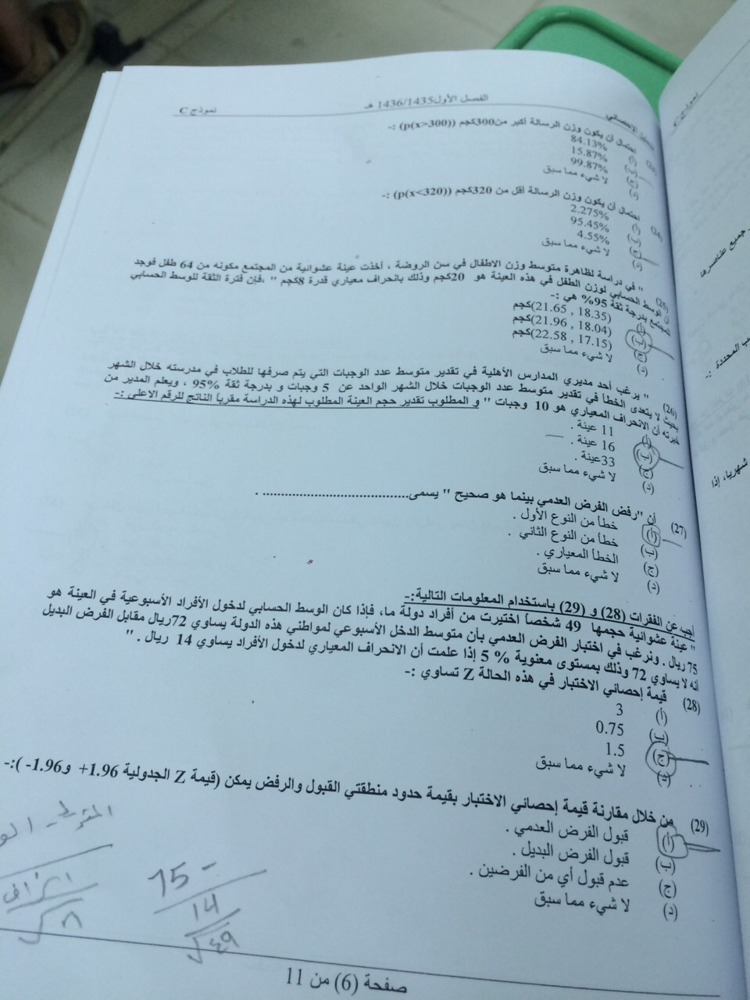 الفصل الأول1436/1435 هـ
نموذج C
الاحصائي
(23) احتمال أن يكون وزن الرسالة أكبر من300كجم (p(x>300)) :-
أ) 84.13%
ب) 15.87%
ج) 99.87%
د) لا شيء مما سبق
(24) احتمال أن يكون وزن الرسالة أقل من 320كجم (p(x<320)) :-
أ) 2.275%
ب) 95.45%
ج) 4.55%
د) لا شيء مما سبق
(25) " في دراسة لظاهرة متوسط وزن الاطفال في سن الروضة ، أخذت عينة عشوائية من المجتمع مكونه من 64 طفل فوجد
أن الوسط الحسابي لوزن الطفل في هذه العينة هو 20كجم وذلك بانحراف معياري قدرة 8كجم " ،فإن فترة الثقة للوسط الحسابي
للمجتمع بدرجة ثقة 95% هي :-
أ) (21.65 , 18.35)كجم
ب) (21.96 , 18.04)كجم
ج) (22.58 , 17.15)كجم
د) لا شيء مما سبق
(26) " يرغب أحد مديري المدارس الأهلية في تقدير متوسط عدد الوجبات التي يتم صرفها للطلاب في مدرسته خلال الشهر
بحيث لا يتعدى الخطأ في تقدير متوسط عدد الوجبات خلال الشهر الواحد عن 5 وجبات و بدرجة ثقة 95% ، ويعلم المدير من
خبرته أن الانحراف المعياري هو 10 وجبات " و المطلوب تقدير حجم العينة المطلوب لهذه الدراسة مقرباً الناتج للرقم الاعلى :-
أ) 11 عينة .
ب) 16 عينة .
ج) 33عينة .
د) لا شيء مما سبق
(27) أن "رفض الفرض العدمي بينما هو صحيح " يسمى...................................... .
أ) خطأ من النوع الأول .
ب) خطأ من النوع الثاني .
ج) الخطأ المعياري .
د) لا شيء مما سبق
أجيب عن الفقرات (28) و (29) باستخدام المعلومات التالية:-
" عينة عشوائية حجمها 49 شخصاً اختيرت من أفراد دولة ما، فإذا كان الوسط الحسابي لدخول الأفراد الأسبوعية في العينة هو
75 ريال . ونرغب في اختبار الفرض العدمي بأن متوسط الدخل الأسبوعي لمواطني هذه الدولة يساوي 72ريال مقابل الفرض البديل
أنه لا يساوي 72 وذلك بمستوى معنوية % 5 إذا علمت أن الانحراف المعياري لدخول الأفراد يساوي 14 ريال . "
(28) قيمة إحصائي الاختبار في هذه الحالة Z تساوي :-
أ) 3
ب) 0.75
ج) 1.5
د) لا شيء مما سبق
(29) من خلال مقارنة قيمة إحصائي الاختبار بقيمة حدود منطقتي القبول والرفض يمكن (قيمة Z الجدولية 1.96+ و1.96- ):-
(أ) قبول الفرض العدمي .
(ب) قبول الفرض البديل .
(ج) عدم قبول أي من الفرضين .
(د) لا شيء مما سبق
75 -
14
√49
صفحة (6) من 11
نموذج C
جميع عناصرها
المحددة :-
شهريا، إذا